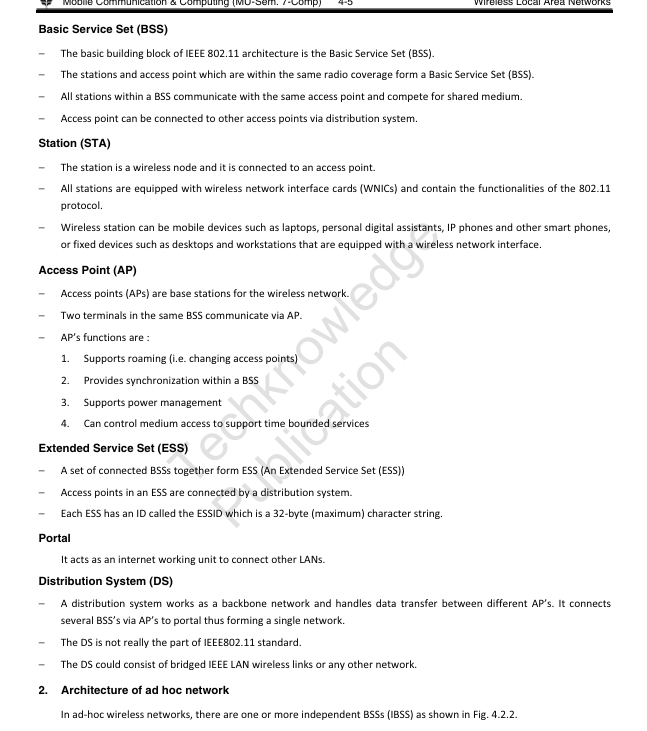 Mobile Communication & Computing (MU-Sem. 7-Comp) 4-5 Wireless Local Area Networks
Basic Service Set (BSS)
– The basic building block of IEEE 802.11 architecture is the Basic Service Set (BSS).
– The stations and access point which are within the same radio coverage form a Basic Service Set (BSS).
– All stations within a BSS communicate with the same access point and compete for shared medium.
– Access point can be connected to other access points via distribution system.
Station (STA)
– The station is a wireless node and it is connected to an access point.
– All stations are equipped with wireless network interface cards (WNICs) and contain the functionalities of the 802.11
protocol.
– Wireless station can be mobile devices such as laptops, personal digital assistants, IP phones and other smart phones,
or fixed devices such as desktops and workstations that are equipped with a wireless network interface.
Access Point (AP)
– Access points (APs) are base stations for the wireless network.
– Two terminals in the same BSS communicate via AP.
– AP's functions are :
1. Supports roaming (i.e. changing access points)
2. Provides synchronization within a BSS
3. Supports power management
4. Can control medium access to support time bounded services
Extended Service Set (ESS)
– A set of connected BSSs together form ESS (An Extended Service Set (ESS))
– Access points in an ESS are connected by a distribution system.
– Each ESS has an ID called the ESSID which is a 32-byte (maximum) character string.
Portal
It acts as an internet working unit to connect other LANs.
Distribution System (DS)
– A distribution system works as a backbone network and handles data transfer between different AP's. It connects
several BSS's via AP's to portal thus forming a single network.
– The DS is not really the part of IEEE802.11 standard.
– The DS could consist of bridged IEEE LAN wireless links or any other network.
2. Architecture of ad hoc network
In ad-hoc wireless networks, there are one or more independent BSSs (IBSS) as shown in Fig. 4.2.2.
Techknowledge
Publication